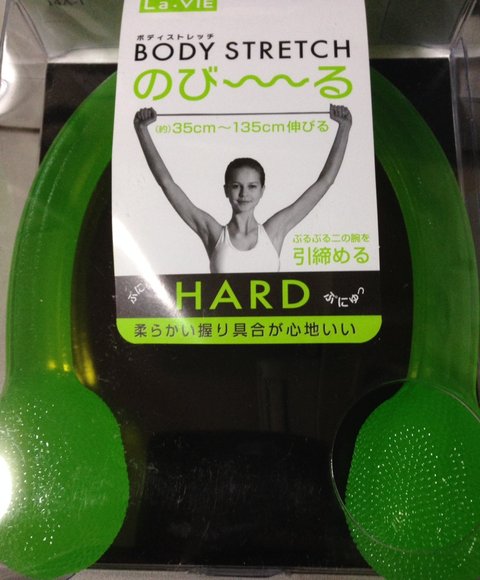 La·VIE
ボディストレッチ
BODY STRETCH
のび〜〜る
(約)35cm〜135cm伸びる
ぷるぷる二の腕を
引締める
ぷにゅっ HARD ぷにゅっ
柔らかい握り具合が心地いい